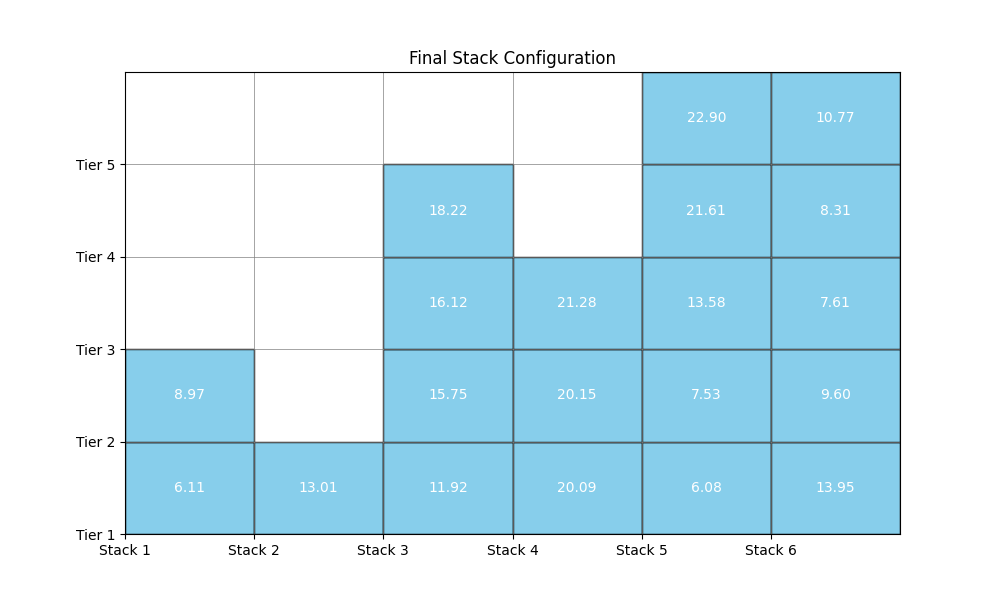 Final Stack Configuration
22.90 10.77
Tier 5
18.22 21.61 8.31
Tier 4
16.12 21.28 13.58 7.61
Tier 3
8.97 15.75 20.15 7.53 9.60
Tier 2
6.11 13.01 11.92 20.09 6.08 13.95
Tier 1
Stack 1 Stack 2 Stack 3 Stack 4 Stack 5 Stack 6